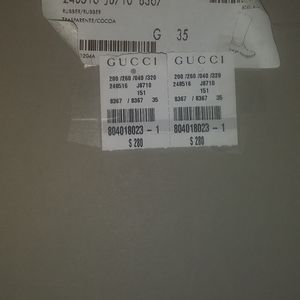 248516 J8710 8367
RUBBER/RUBBER
TRASPARENTE/COCOA
G 35
GUCCI
200 /260 /040 /320
248516 J8710
151
8367 / 8367 35
804018023 - 1
$ 280
GUCCI
200 /260 /040 /320
248516 J8710
151
8367 / 8367 35
804018023 - 1
$ 280